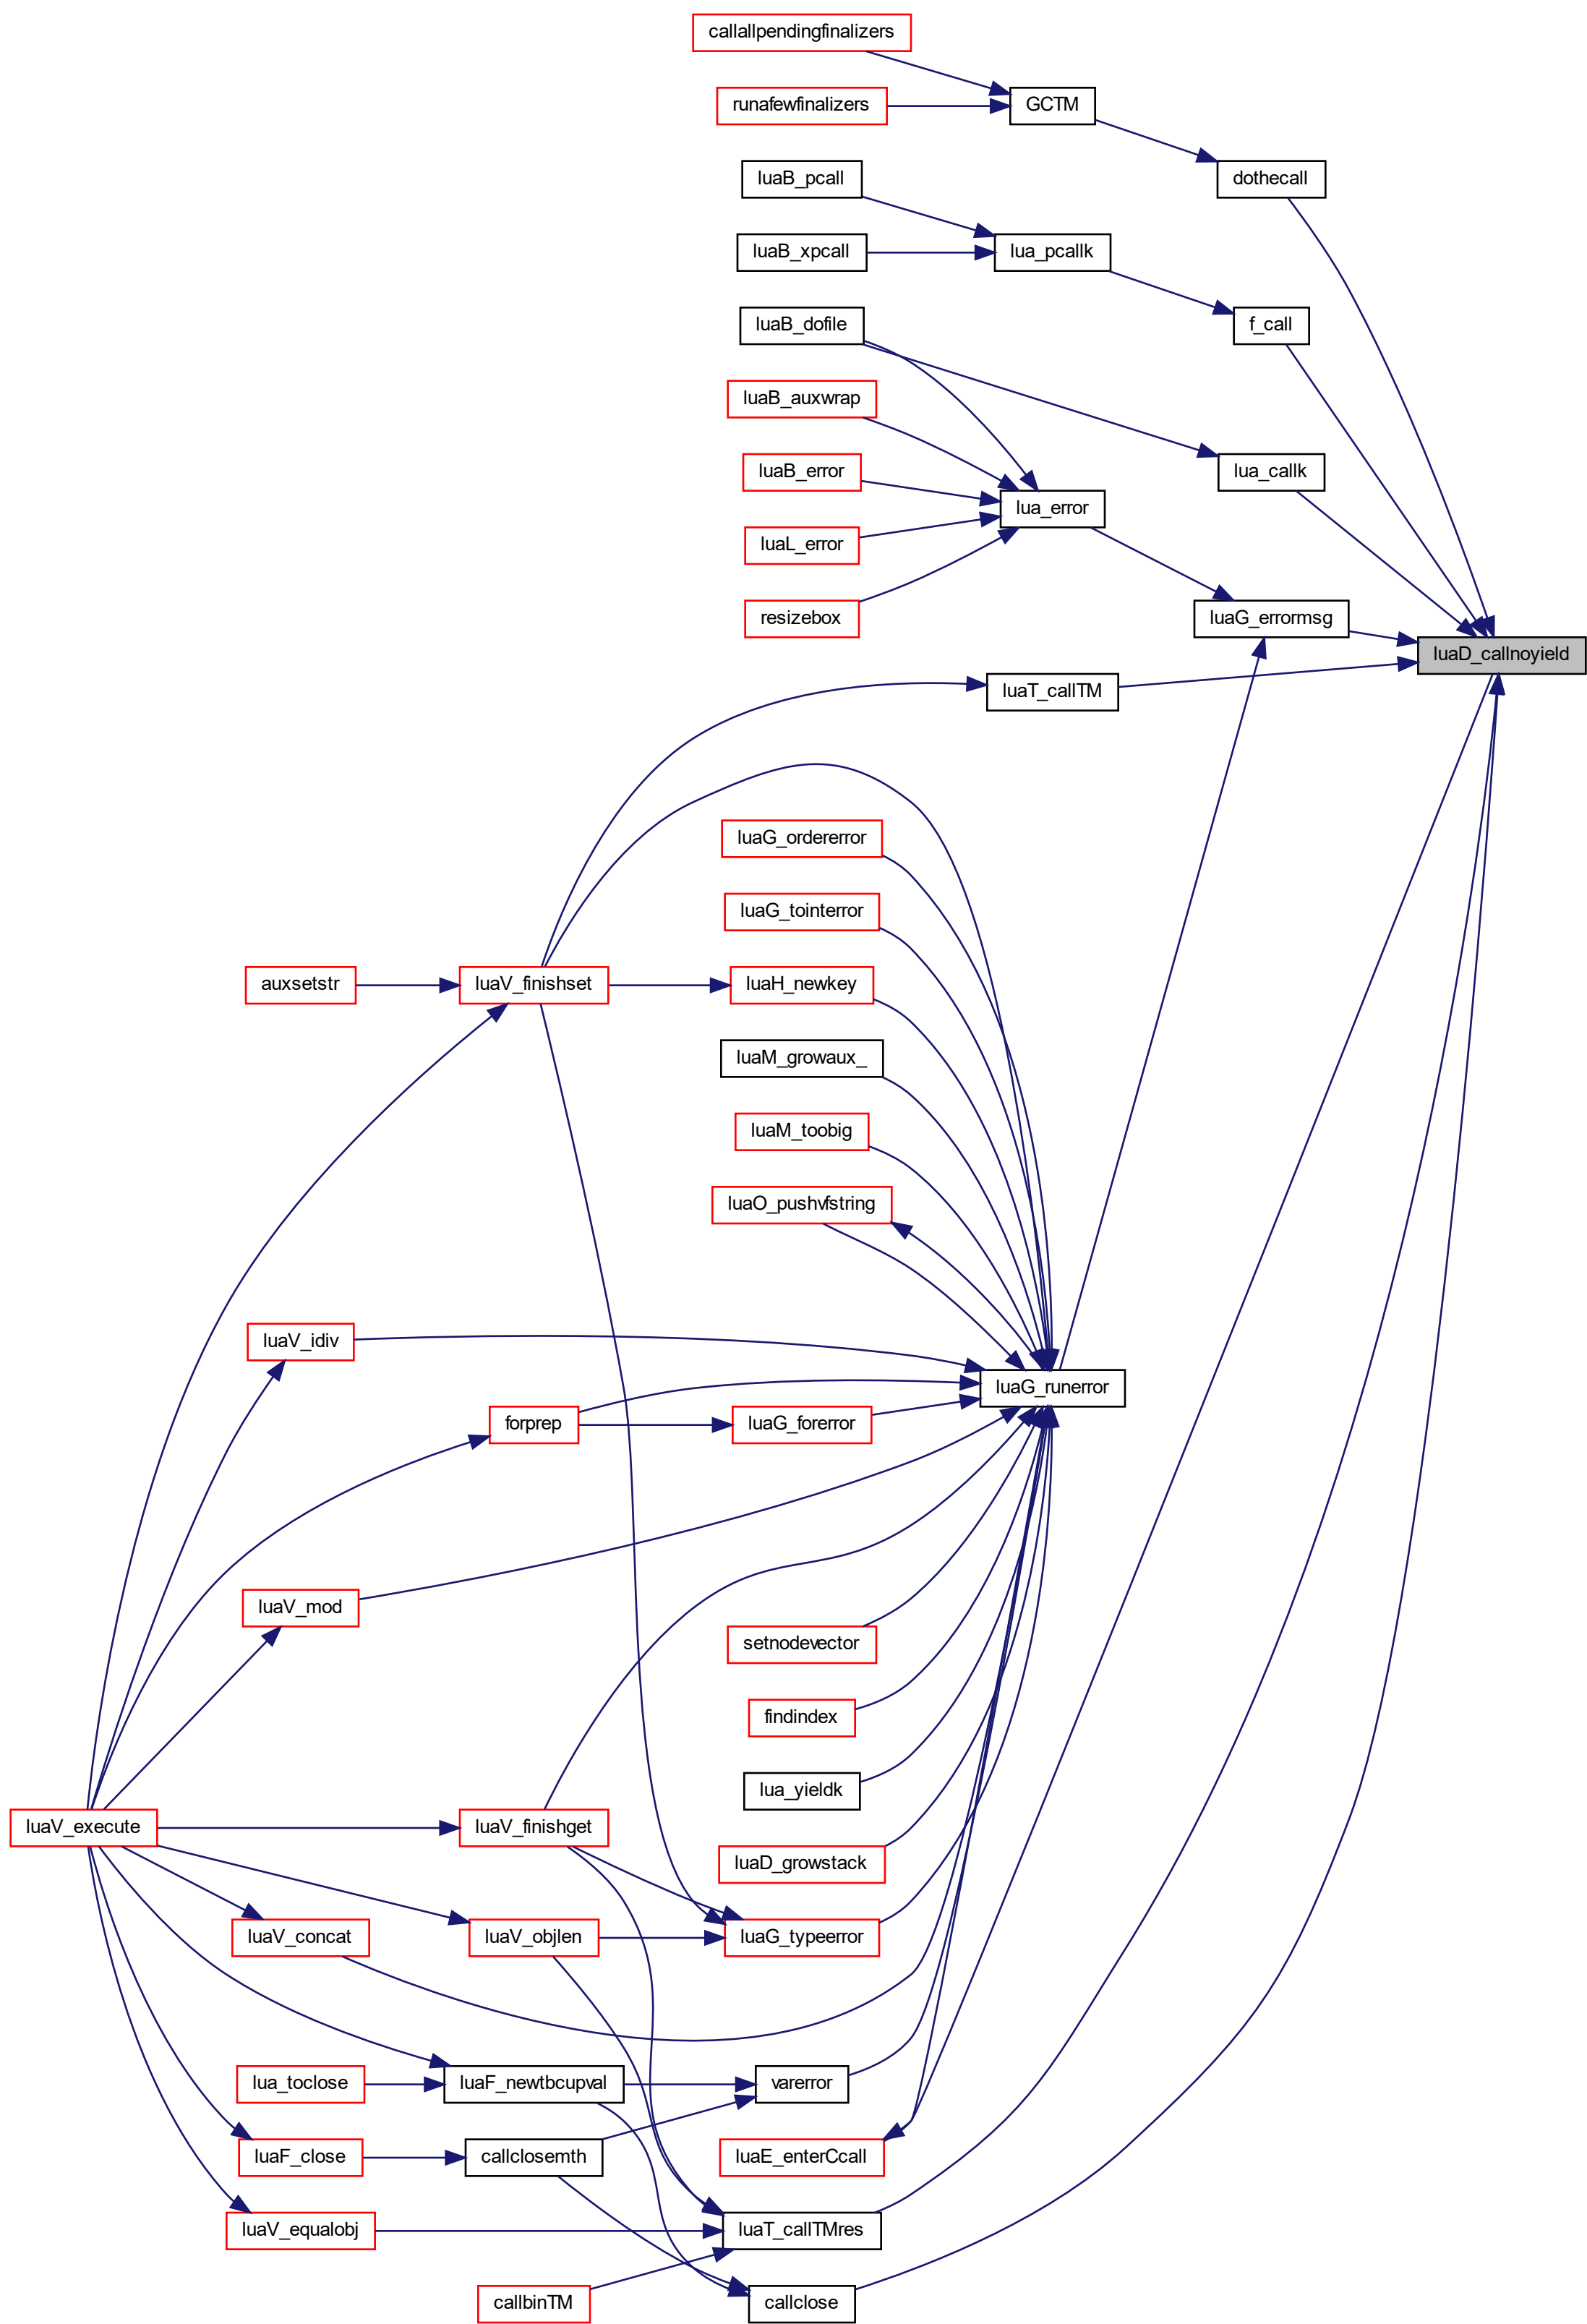 callallpendingfinalizers
runafewfinalizers
GCTM
luaB_pcall
dothecall
luaB_xpcall
lua_pcallk
luaB_dofile
f_call
luaB_auxwrap
luaB_error
lua_callk
lua_error
luaL_error
resizebox
luaG_errormsg
luaD_callnoyield
luaT_callTM
luaG_ordererror
luaG_tointerror
auxsetstr
luaV_finishset
luaH_newkey
luaM_growaux_
luaM_toobig
luaO_pushvfstring
luaV_idiv
luaG_runerror
forprep
luaG_forerror
luaV_mod
setnodevector
findindex
lua_yieldk
luaV_execute
luaV_finishget
luaD_growstack
luaV_concat
luaV_objlen
luaG_typeerror
lua_toclose
luaF_newtbcupval
varerror
luaF_close
callclosemth
luaE_enterCcall
luaV_equalobj
luaT_callTMres
callbinTM
callclose